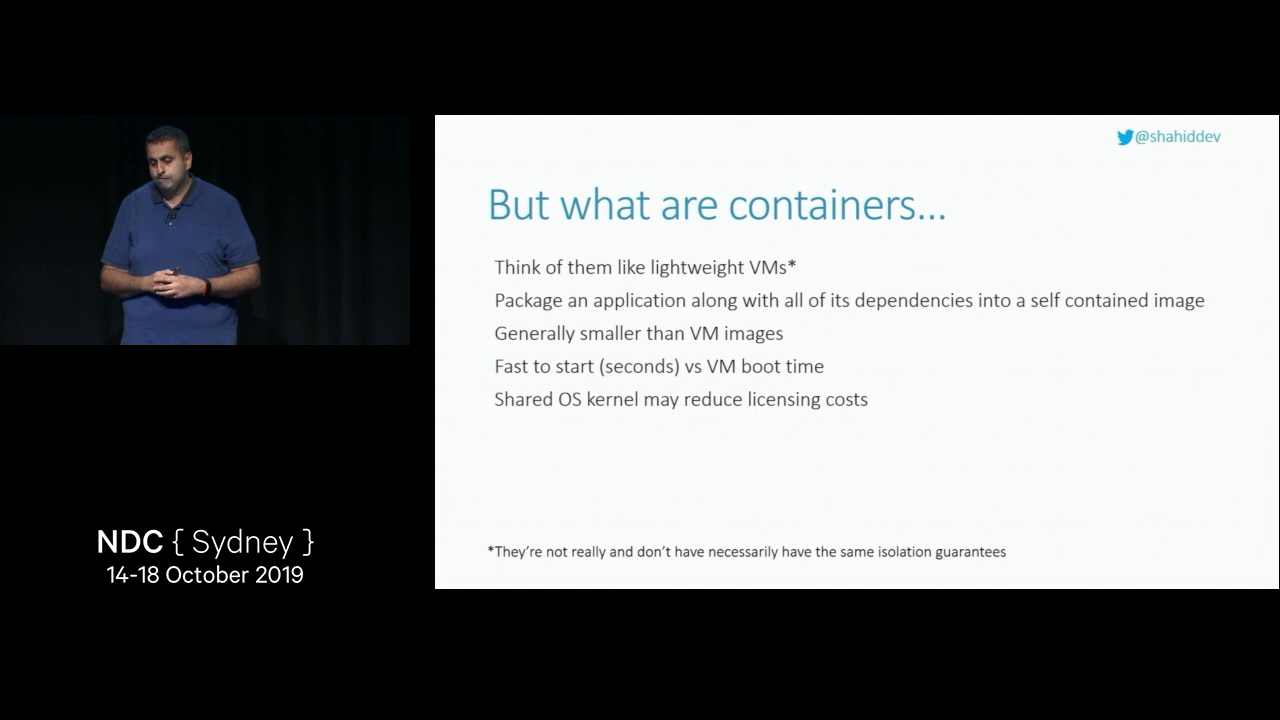 @shahiddev
But what are containers...
Think of them like lightweight VMs*
Package an application along with all of its dependencies into a self contained image
Generally smaller than VM images
Fast to start (seconds) vs VM boot time
Shared OS kernel may reduce licensing costs
*They're not really and don't have necessarily have the same isolation guarantees
NDC { Sydney }
14-18 October 2019